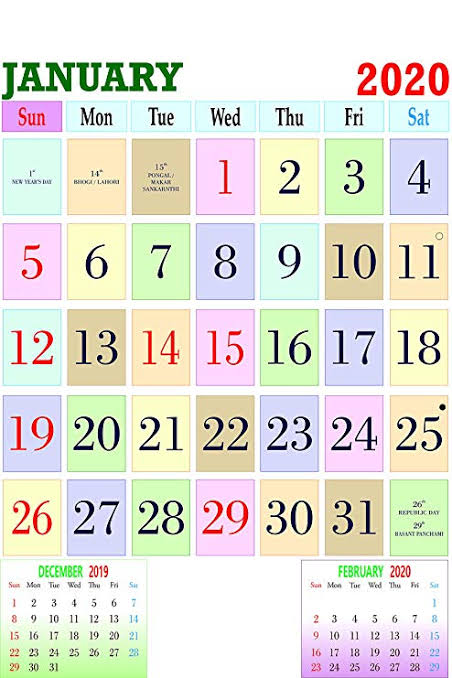 JANUARY 2020
Sun Mon Tue Wed Thu Fri Sat
1st NEW YEAR'S DAY
14th BHOGI / LAHORI
15th PONGAL / MAKAR SANKARNTHI
1 2 3 4
5 6 7 8 9 10 11
12 13 14 15 16 17 18
19 20 21 22 23 24 25
26 27 28 29 30 31
26th REPUBLIC DAY
29th BASANT PANCHAMI
DECEMBER 2019
Sun Mon Tue Wed Thu Fri Sat
1 2 3 4 5 6 7
8 9 10 11 12 13 14
15 16 17 18 19 20 21
22 23 24 25 26 27 28
29 30 31
FEBRUARY 2020
Sun Mon Tue Wed Thu Fri Sat
1
2 3 4 5 6 7 8
9 10 11 12 13 14 15
16 17 18 19 20 21 22
23 24 25 26 27 28 29